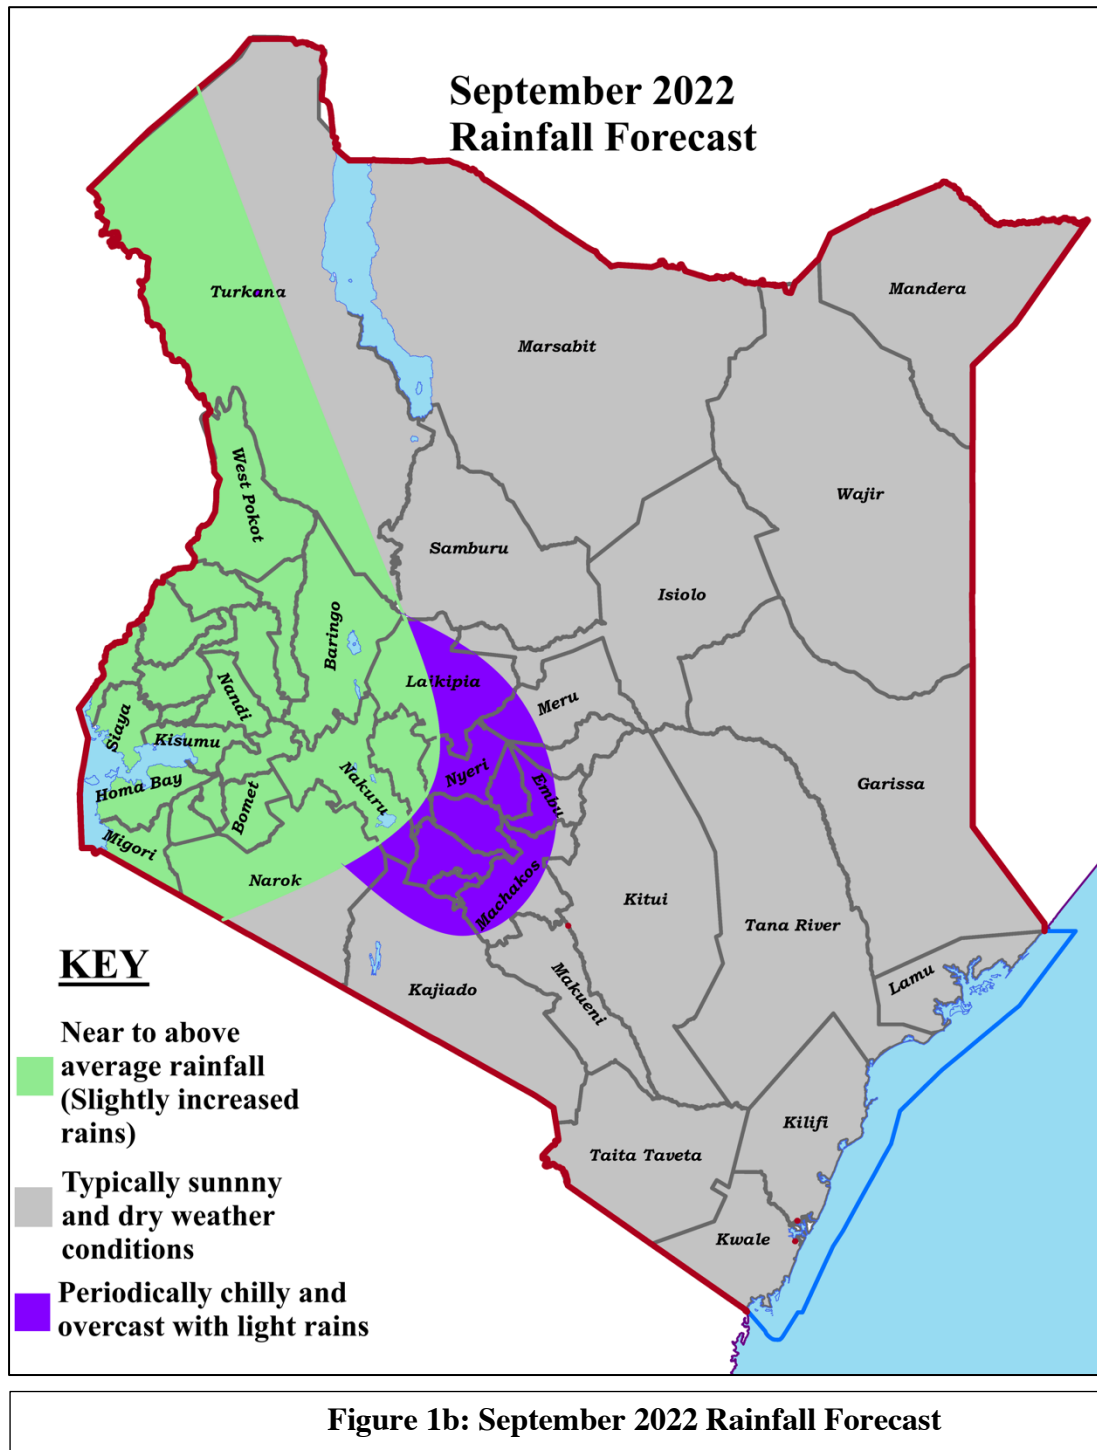 September 2022
Rainfall Forecast
Mandera
Turkana
Marsabit
West Pokot
Wajir
Samburu
Isiolo
Baringo
Laikipia
Meru
Nandi
Siaya
Kisumu
Nyeri
Homa Bay
Nakuru
Embu
Garissa
Bomet
Migori
Narok
Machakos
Kitui
Tana River
KEY
Kajiado
Makueni
Lamu
Near to above
average rainfall
(Slightly increased
rains)
Kilifi
Taita Taveta
Typically sunnny
and dry weather
conditions
Kwale
Periodically chilly and
overcast with light rains
Figure 1b: September 2022 Rainfall Forecast